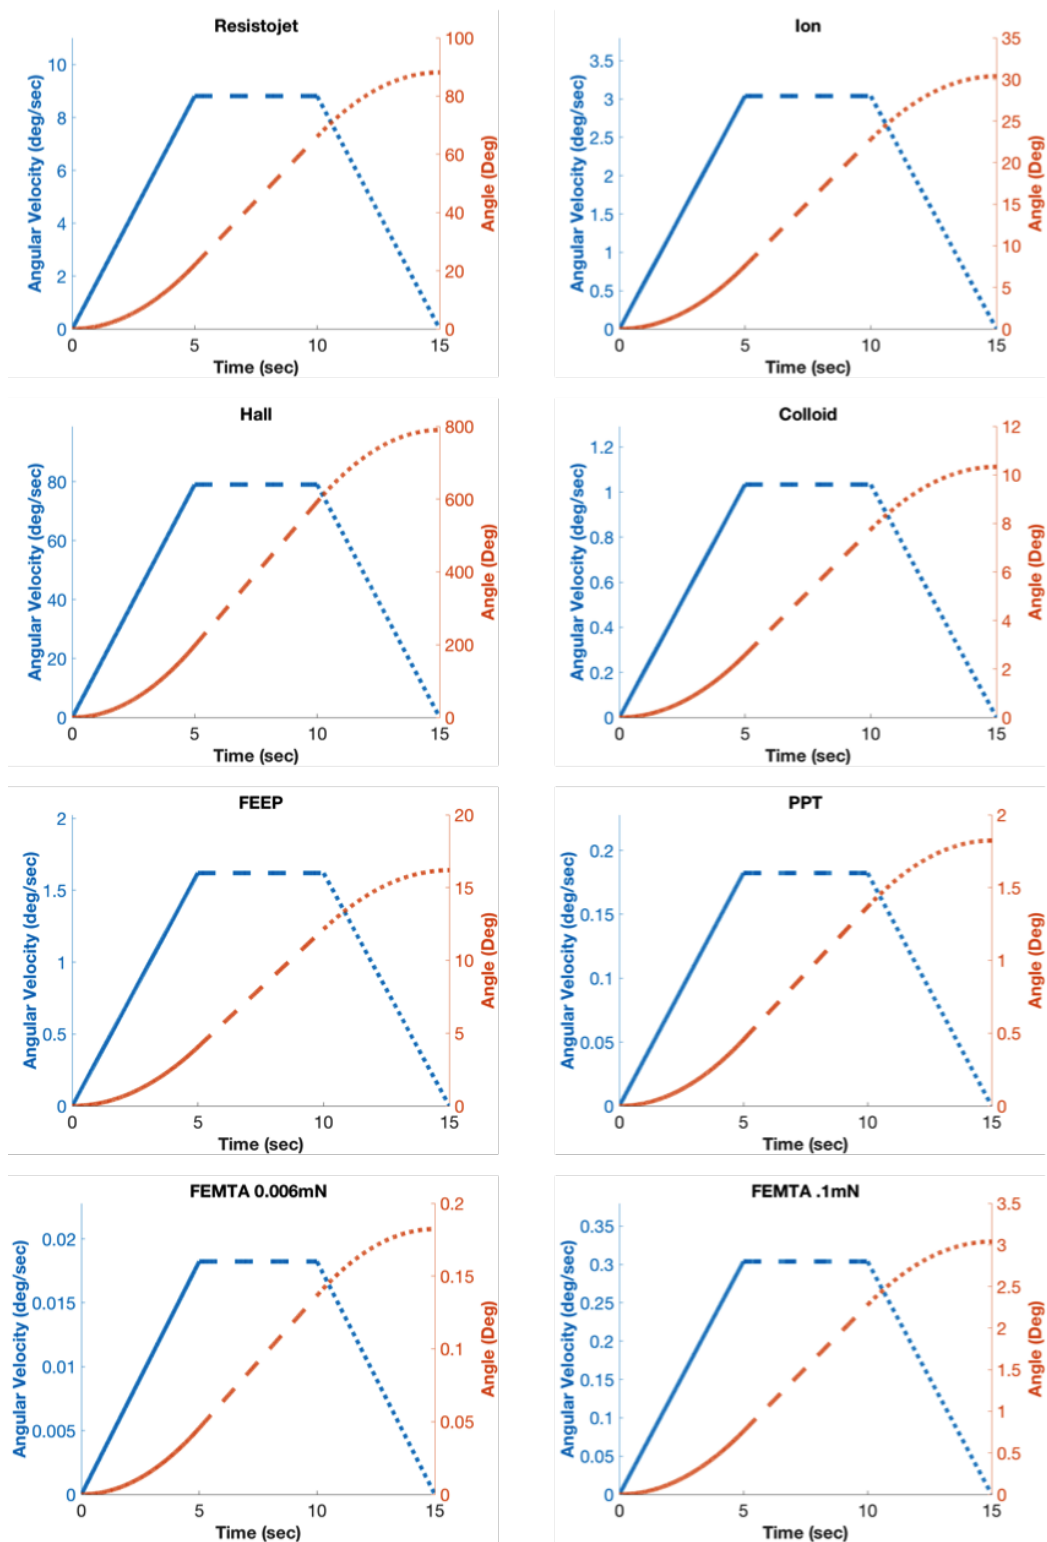 Resistojet
10
8
6
4
2
0
Angular Velocity (deg/sec)
100
80
60
40
20
0
Angle (Deg)
0 5 10 15
Time (sec)
Ion
3.5
3
2.5
2
1.5
1
0.5
0
Angular Velocity (deg/sec)
35
30
25
20
15
10
5
0
Angle (Deg)
0 5 10 15
Time (sec)
Hall
80
60
40
20
0
Angular Velocity (deg/sec)
800
600
400
200
0
Angle (Deg)
0 5 10 15
Time (sec)
Colloid
1.2
1
0.8
0.6
0.4
0.2
0
Angular Velocity (deg/sec)
12
10
8
6
4
2
0
Angle (Deg)
0 5 10 15
Time (sec)
FEEP
2
1.5
1
0.5
0
Angular Velocity (deg/sec)
20
15
10
5
0
Angle (Deg)
0 5 10 15
Time (sec)
PPT
0.2
0.15
0.1
0.05
0
Angular Velocity (deg/sec)
2
1.5
1
0.5
0
Angle (Deg)
0 5 10 15
Time (sec)
FEMTA 0.006mN
0.02
0.015
0.01
0.005
0
Angular Velocity (deg/sec)
0.2
0.15
0.1
0.05
0
Angle (Deg)
0 5 10 15
Time (sec)
FEMTA .1mN
0.35
0.3
0.25
0.2
0.15
0.1
0.05
0
Angular Velocity (deg/sec)
3.5
3
2.5
2
1.5
1
0.5
0
Angle (Deg)
0 5 10 15
Time (sec)